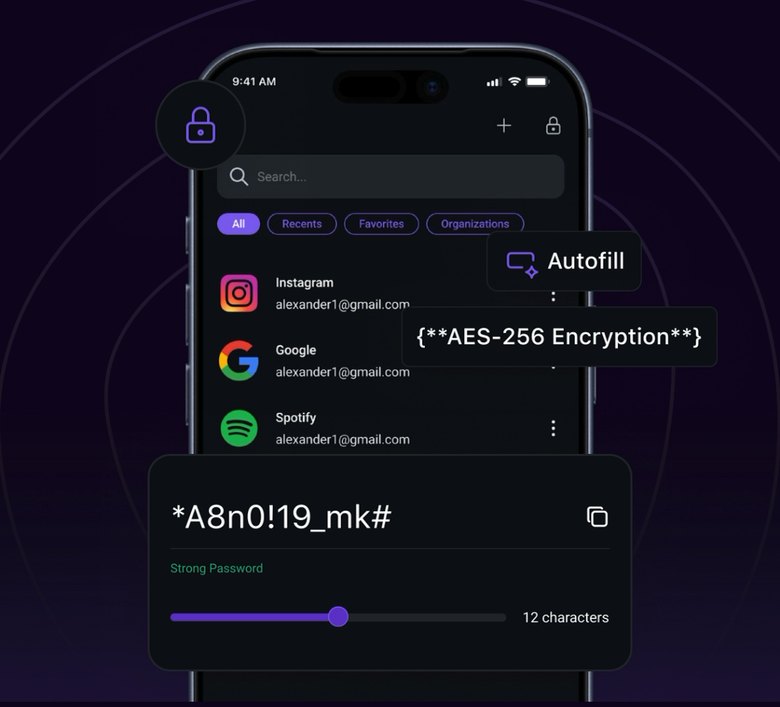 9:41 AM
Search...
All
Recents
Favorites
Organizations
Autofill
Instagram
alexander1@gmail.com
{**AES-256 Encryption**}
Google
alexander1@gmail.com
Spotify
alexander1@gmail.com
*A8n0!19_mk#
Strong Password
12 characters